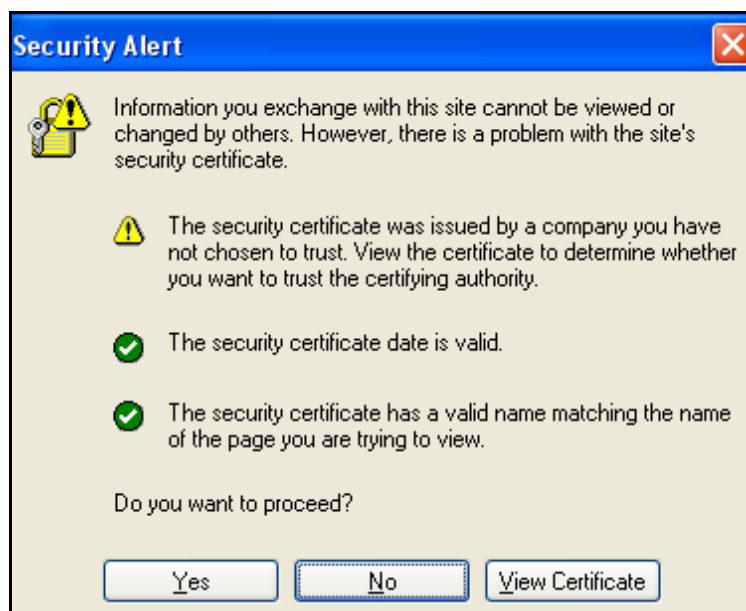 Security Alert
Information you exchange with this site cannot be viewed or
changed by others. However, there is a problem with the site's
security certificate.
The security certificate was issued by a company you have
not chosen to trust. View the certificate to determine whether
you want to trust the certifying authority.
The security certificate date is valid.
The security certificate has a valid name matching the name
of the page you are trying to view.
Do you want to proceed?
Yes No View Certificate